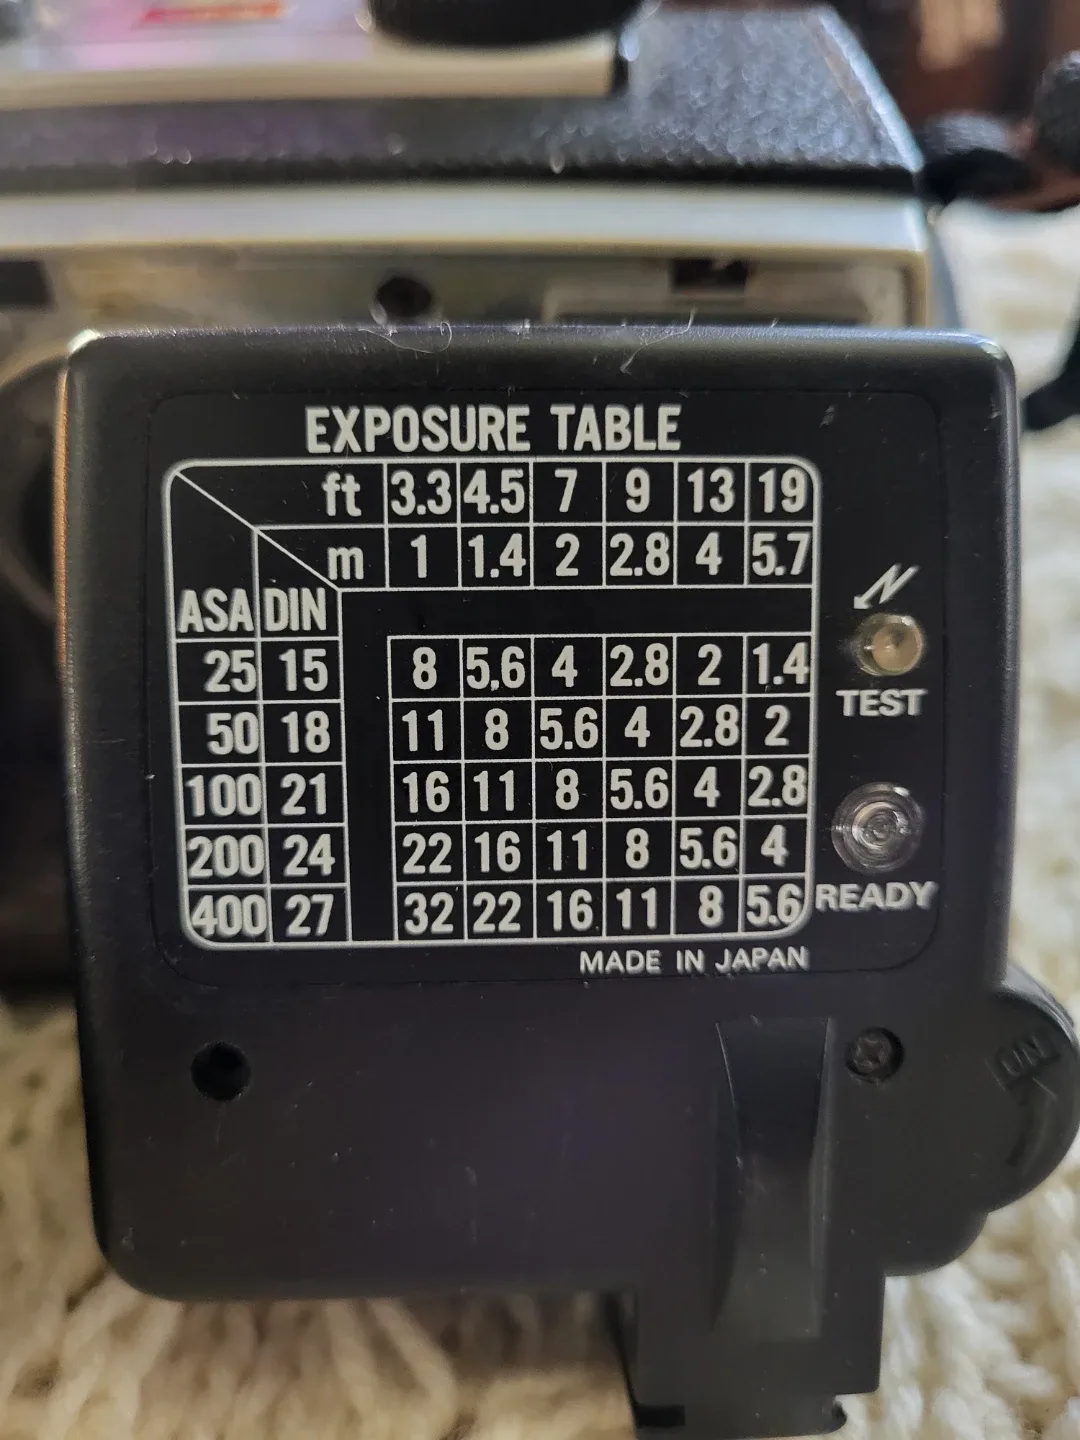 EXPOSURE TABLE
ft 3.3 4.5 7 9 13 19
m 1 1.4 2 2.8 4 5.7
ASA DIN
25 15 8 5.6 4 2.8 2 1.4
TEST
50 18 11 8 5.6 4 2.8 2
100 21 16 11 8 5.6 4 2.8
200 24 22 16 11 8 5.6 4
400 27 32 22 16 11 8 5.6
READY
MADE IN JAPAN
ON